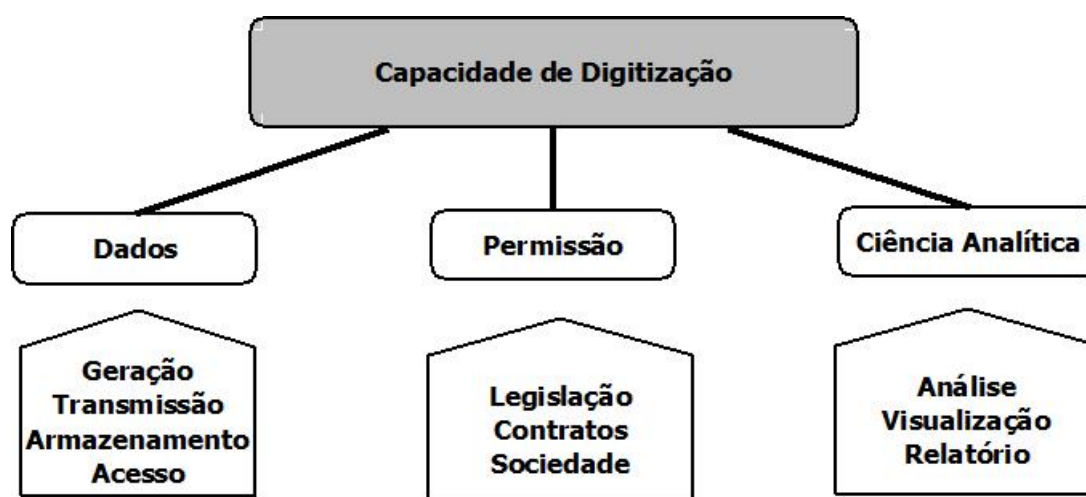 Capacidade de Digitização
Dados
Permissão
Ciência Analítica
Geração
Transmissão
Armazenamento
Acesso
Legislação
Contratos
Sociedade
Análise
Visualização
Relatório